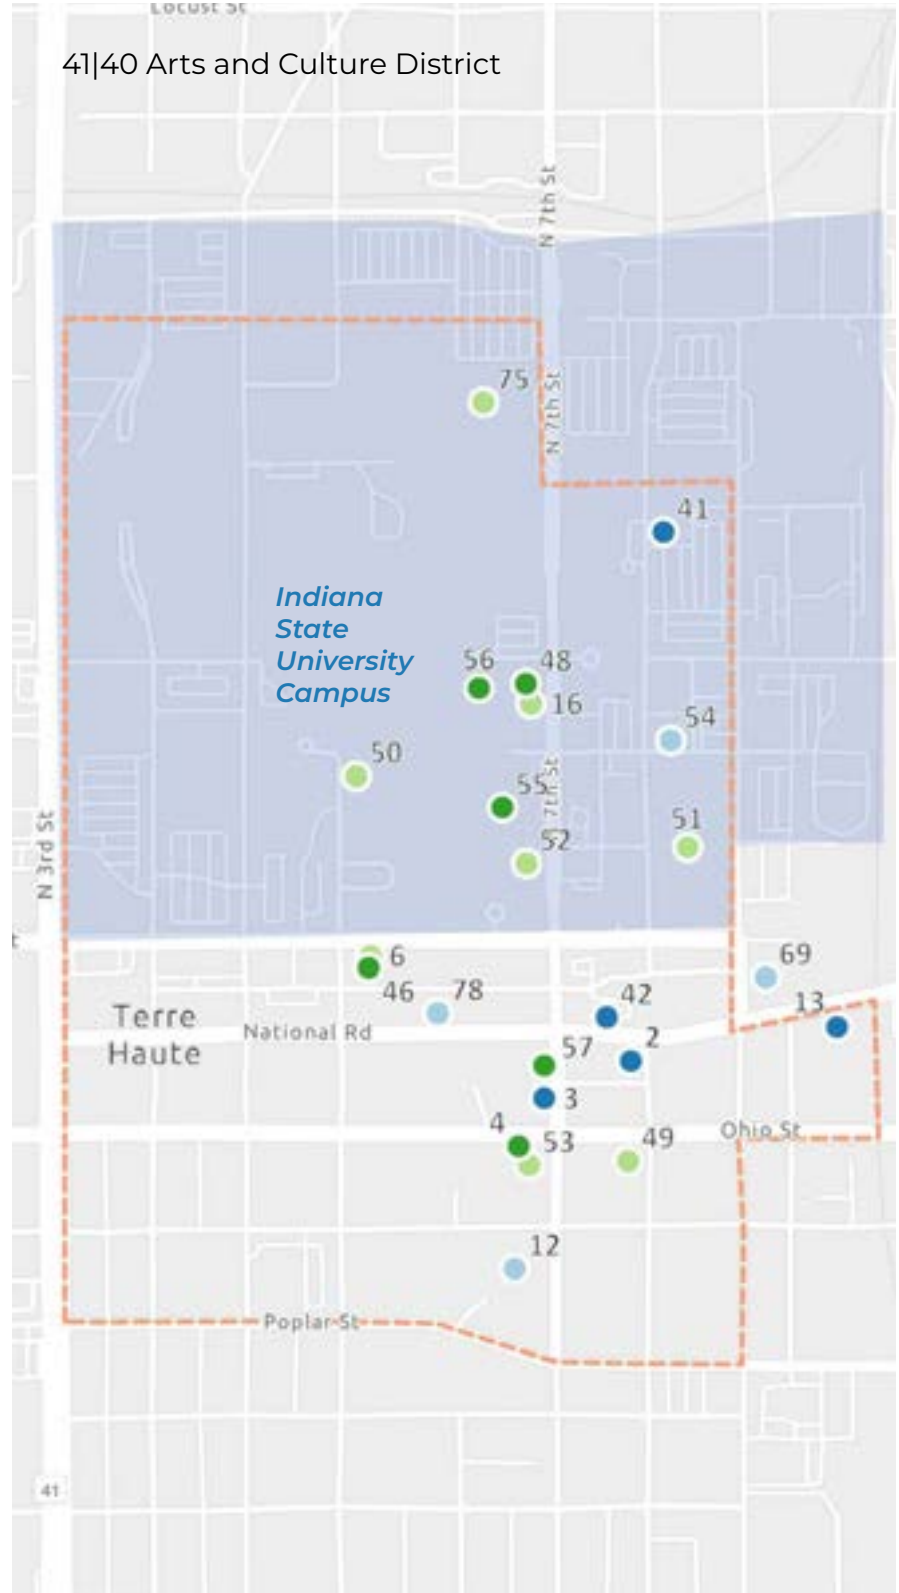 Locust St
41|40 Arts and Culture District
N 7th St
75
N 7th St
41
Indiana
State
University
Campus
56
48
16
54
50
55
7th St
51
52
N 3rd St
6
69
46
78
42
13
Terre
Haute
National Rd
2
57
3
4
53
49
Ohio St
12
Poplar St
41